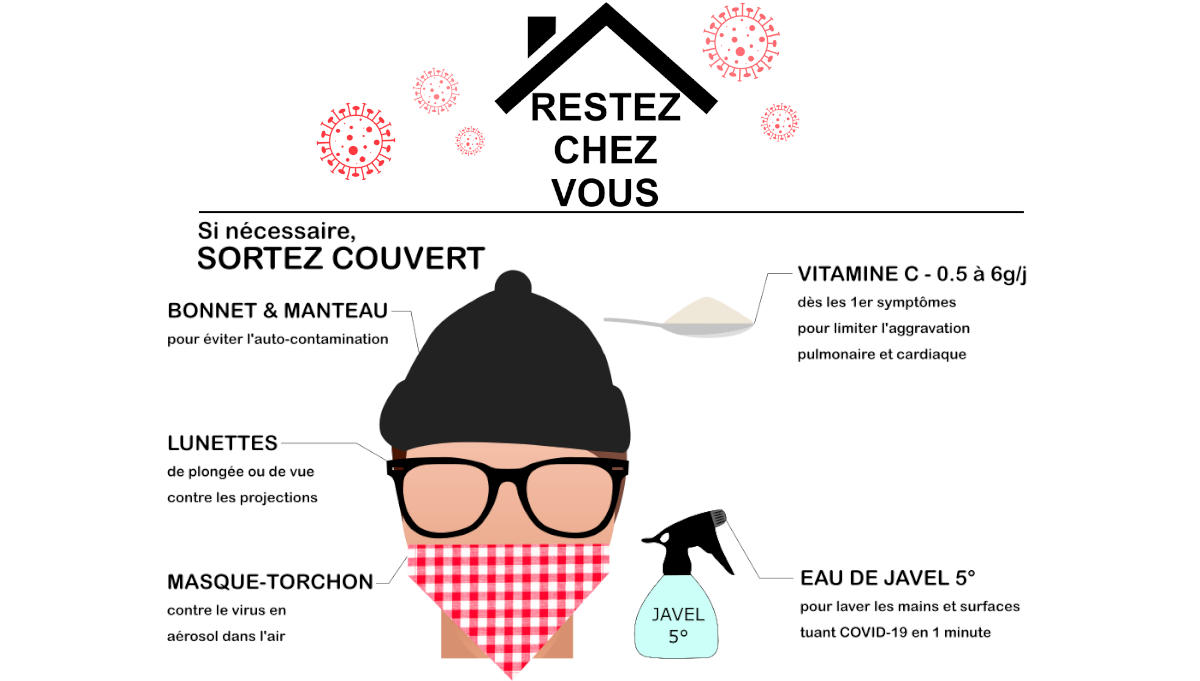 RESTEZ
CHEZ
VOUS
Si nécessaire,
SORTEZ COUVERT
BONNET & MANTEAU
pour éviter l'auto-contamination
LUNETTES
de plongée ou de vue
contre les projections
MASQUE-TORCHON
contre le virus en
aérosol dans l'air
VITAMINE C - 0.5 à 6g/j
dès les 1er symptômes
pour limiter l'aggravation
pulmonaire et cardiaque
JAVEL
5°
EAU DE JAVEL 5°
pour laver les mains et surfaces
tuant COVID-19 en 1 minute